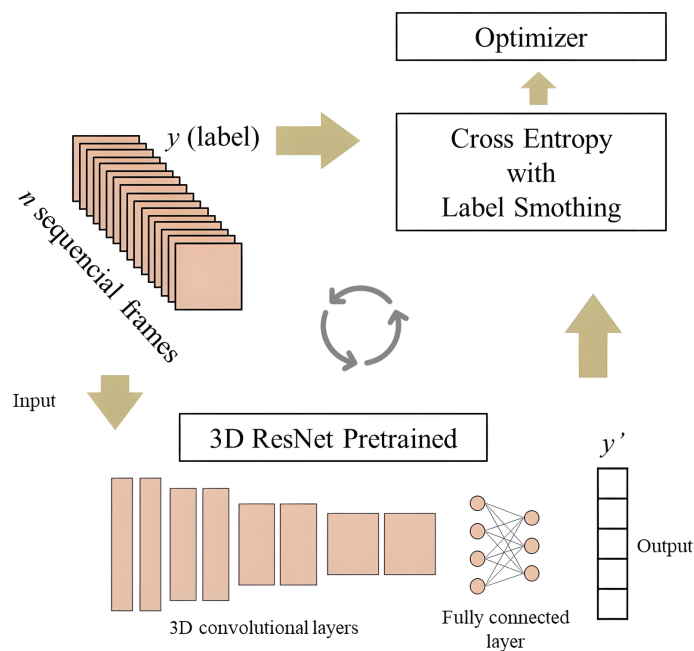 Optimizer
y (label)
Cross Entropy
with
Label Smothing
n sequencial frames
Input
3D ResNet Pretrained
y’
Output
3D convolutional layers
Fully connected
layer